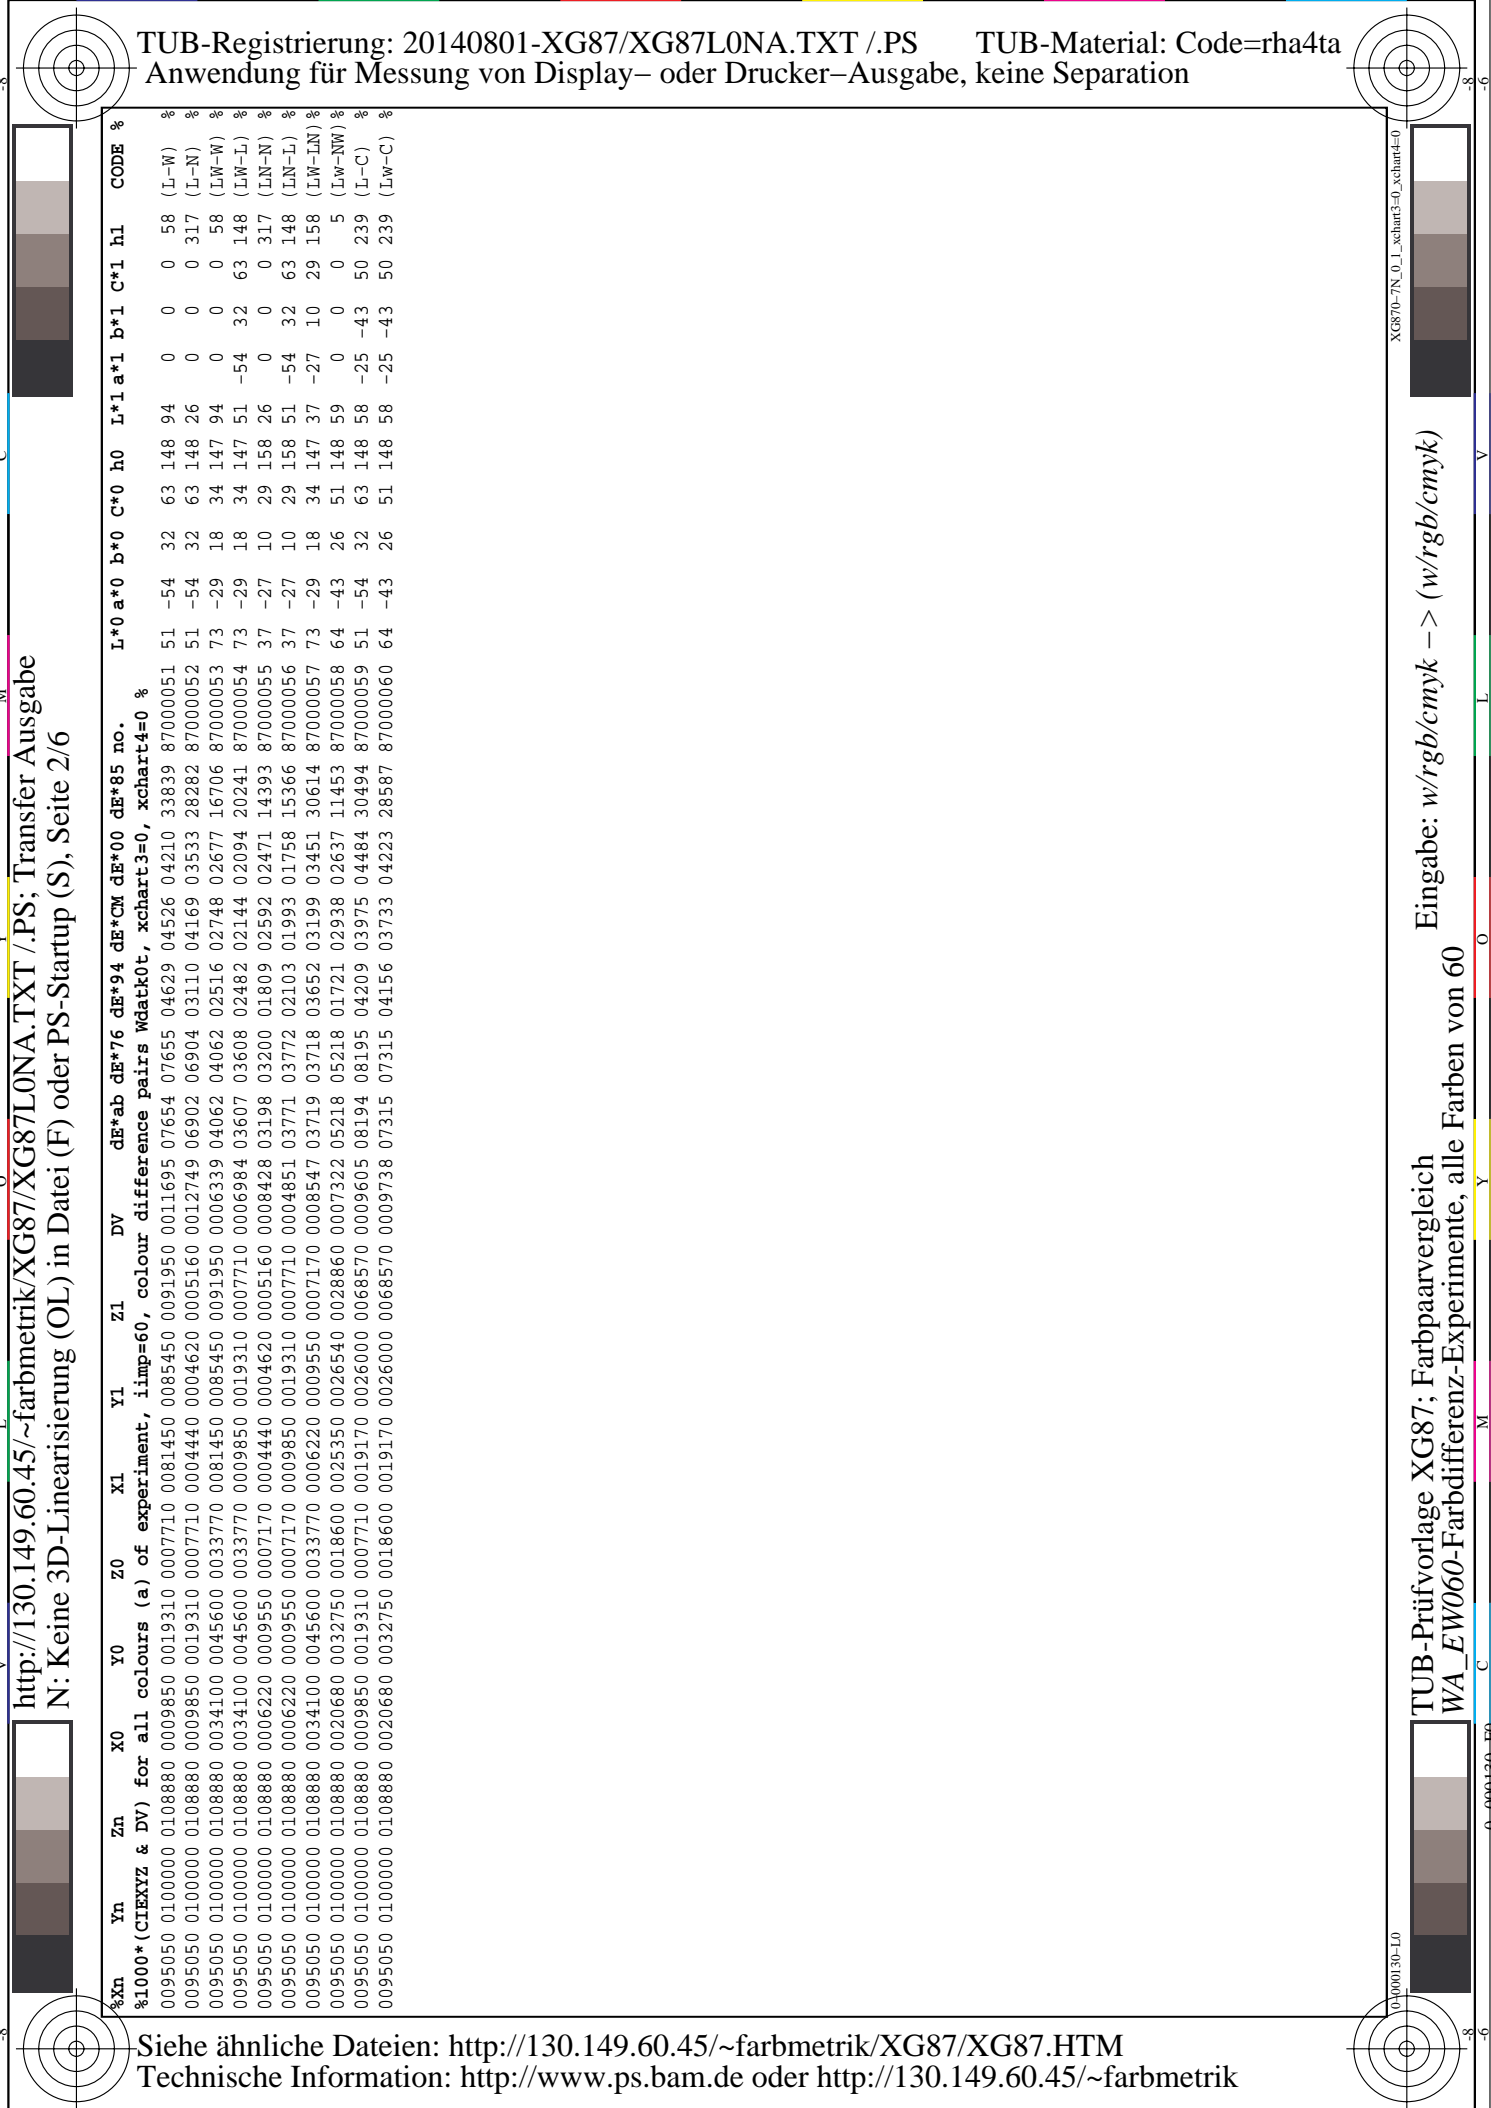 TUB-Registrierung: 20140801-XG87/XG87L0NA.TXT /.PS TUB-Material: Code=rha4ta
Anwendung für Messung von Display− oder Drucker−Ausgabe, keine Separation
http://130.149.60.45/~farbmetrik/XG87/XG87L0NA.TXT /.PS; Transfer Ausgabe
N: Keine 3D-Linearisierung (OL) in Datei (F) oder PS-Startup (S), Seite 2/6
%Xn Yn Zn X0 Y0 Z0 X1 Y1 Z1 DV dE*ab dE*76 dE*94 dE*CM dE*00 dE*85 no. L*0 a*0 b*0 C*0 h0 L*1 a*1 b*1 C*1 h1 CODE %
%1000*(CIEXYZ & DV) for all colours (a) of experiment, iimp=60, colour difference pairs Wdatk0t, xchart3=0, xchart4=0 %
0095050 0100000 0108880 0009850 0019310 0007710 0081450 0085450 0091950 0011695 07654 07655 04629 04526 04210 33839 87000051 51 −54 32 63 148 94 0 0 0 58 (L−W) %
0095050 0100000 0108880 0009850 0019310 0007710 0004440 0004620 0005160 0012749 06902 06904 03110 04169 03533 28282 87000052 51 −54 32 63 148 26 0 0 0 317 (L−N) %
0095050 0100000 0108880 0034100 0045600 0033770 0081450 0085450 0091950 0006339 04062 04062 02516 02748 02677 16706 87000053 73 −29 18 34 147 94 0 0 0 58 (LW−W) %
0095050 0100000 0108880 0034100 0045600 0033770 0009850 0019310 0007710 0006984 03607 03608 02482 02144 02094 20241 87000054 73 −29 18 34 147 51 −54 32 63 148 (LW−L) %
0095050 0100000 0108880 0006220 0009550 0007170 0004440 0004620 0005160 0008428 03198 03200 01809 02592 02471 14393 87000055 37 −27 10 29 158 26 0 0 0 317 (LN−N) %
0095050 0100000 0108880 0006220 0009550 0007170 0009850 0019310 0007710 0004851 03771 03772 02103 01993 01758 15366 87000056 37 −27 10 29 158 51 −54 32 63 148 (LN−L) %
0095050 0100000 0108880 0034100 0045600 0033770 0006220 0009550 0007170 0008547 03719 03718 03652 03199 03451 30614 87000057 73 −29 18 34 147 37 −27 10 29 158 (LW−LN) %
0095050 0100000 0108880 0020680 0032750 0018600 0025350 0026540 0028860 0007322 05218 05218 01721 02938 02637 11453 87000058 64 −43 26 51 148 59 0 0 0 5 (Lw−NW) %
0095050 0100000 0108880 0009850 0019310 0007710 0019170 0026000 0068570 0009605 08194 08195 04209 03975 04484 30494 87000059 51 −54 32 63 148 58 −25 −43 50 239 (L−C) %
0095050 0100000 0108880 0020680 0032750 0018600 0019170 0026000 0068570 0009738 07315 07315 04156 03733 04223 28587 87000060 64 −43 26 51 148 58 −25 −43 50 239 (Lw−C) %
XG870−7N_0_1_xchart3=0_xchart4=0
0−000130−L0
TUB-Prüfvorlage XG87; Farbpaarvergleich
WA_EW060-Farbdifferenz-Experimente, alle Farben von 60
Eingabe: w/rgb/cmyk −> (w/rgb/cmyk)
Siehe ähnliche Dateien: http://130.149.60.45/~farbmetrik/XG87/XG87.HTM
Technische Information: http://www.ps.bam.de oder http://130.149.60.45/~farbmetrik